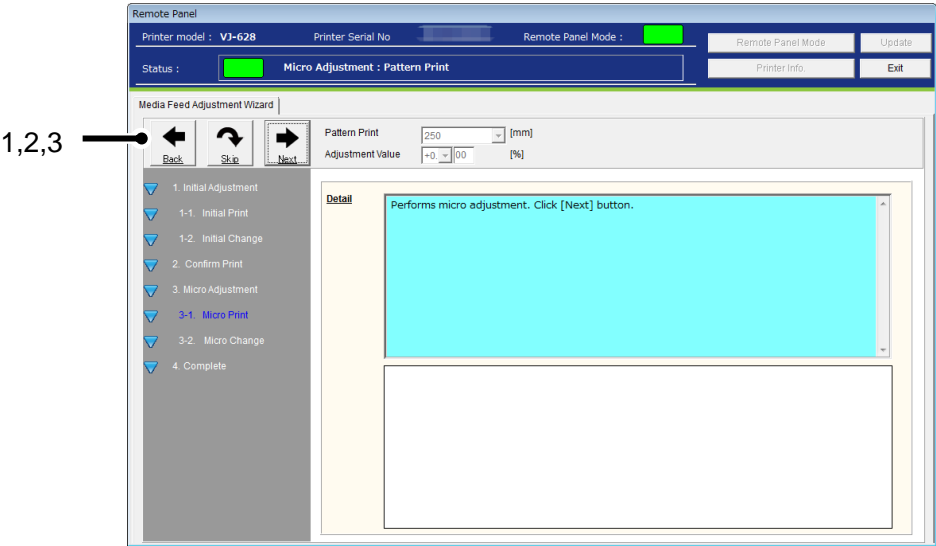 Remote Panel
Printer model : VJ-628 Printer Serial No Remote Panel Mode :
Remote Panel Mode Update
Status : Micro Adjustment : Pattern Print
Printer Info. Exit
Media Feed Adjustment Wizard
1,2,3
Back Skip Next
Pattern Print 250 [mm]
Adjustment Value +0. 00 [%]
1. Initial Adjustment
1-1. Initial Print
1-2. Initial Change
2. Confirm Print
3. Micro Adjustment
3-1. Micro Print
3-2. Micro Change
4. Complete
Detail
Performs micro adjustment. Click [Next] button.